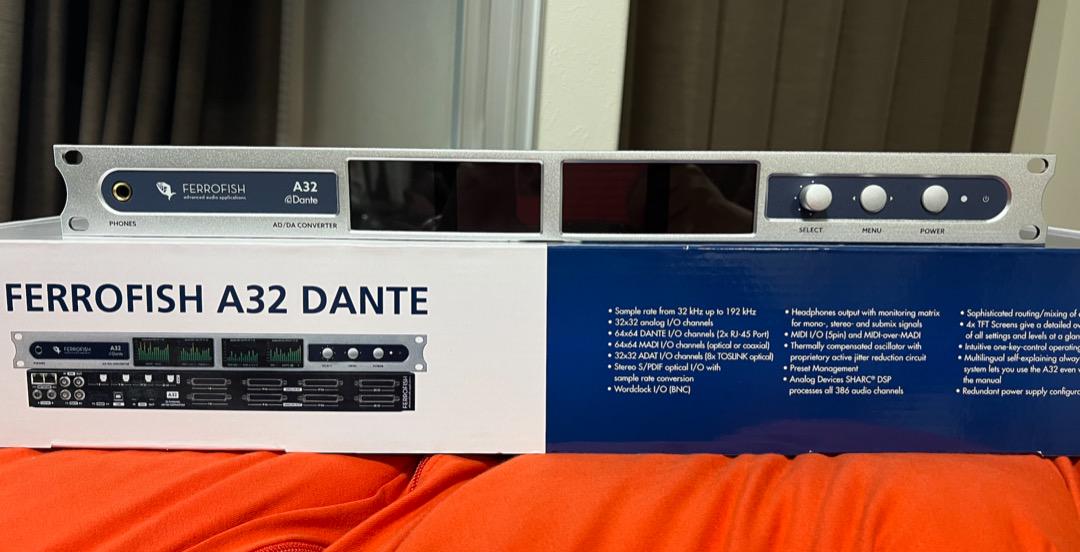 FERROFISH
advanced audio applications
A32
Dante
PHONES
AD/DA CONVERTER
SELECT
MENU
POWER
FERROFISH A32 DANTE
FERROFISH
A32
Dante
A32
FERROFISH
• Sample rate from 32 kHz up to 192 kHz
• 32x32 analog I/O channels
• 64x64 DANTE I/O channels (2x RJ-45 Port)
• 64x64 MADI I/O channels (optical or coaxial)
• 32x32 ADAT I/O channels (8x TOSLINK optical)
• Stereo S/PDIF optical I/O with
sample rate conversion
• Wordclock I/O (BNC)
• Headphones output with monitoring matrix
for mono-, stereo- and submix signals
• MIDI I/O (5pin) and MIDI-over-MADI
• Thermally compensated oscillator with
proprietary active jitter reduction circuit
• Preset Management
• Analog Devices SHARC® DSP
processes all 386 audio channels
• Sophisticated routing/mixing of
• 4x TFT Screens give a detailed
of all settings and levels at a
• Intuitive one-key-control operating
• Multilingual self-explaining
system lets you use the A32 even
the manual
• Redundant power supply